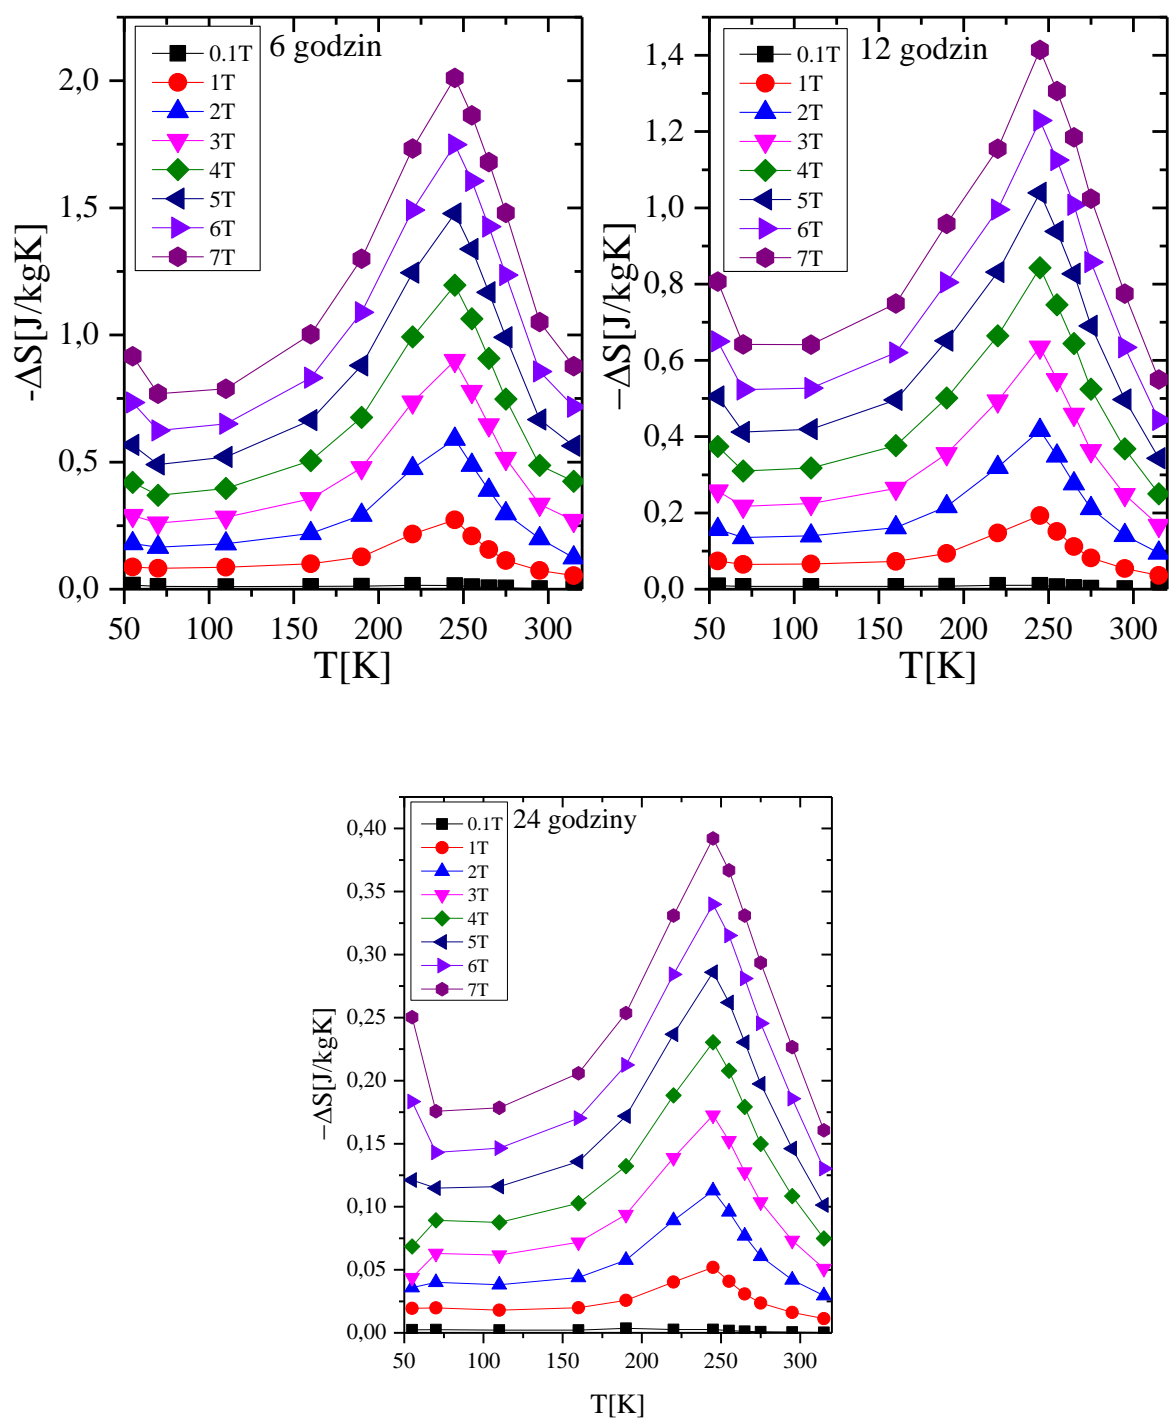 6 godzin
0.1T
1T
2T
3T
4T
5T
6T
7T
2,0
1,5
1,0
0,5
0,0
-ΔS[J/kgK]
50 100 150 200 250 300
T[K]
12 godzin
0.1T
1T
2T
3T
4T
5T
6T
7T
1,4
1,2
1,0
0,8
0,6
0,4
0,2
0,0
−ΔS[J/kgK]
50 100 150 200 250 300
T[K]
24 godziny
0.1T
1T
2T
3T
4T
5T
6T
7T
0,40
0,35
0,30
0,25
0,20
0,15
0,10
0,05
0,00
−ΔS[J/kgK]
50 100 150 200 250 300
T[K]